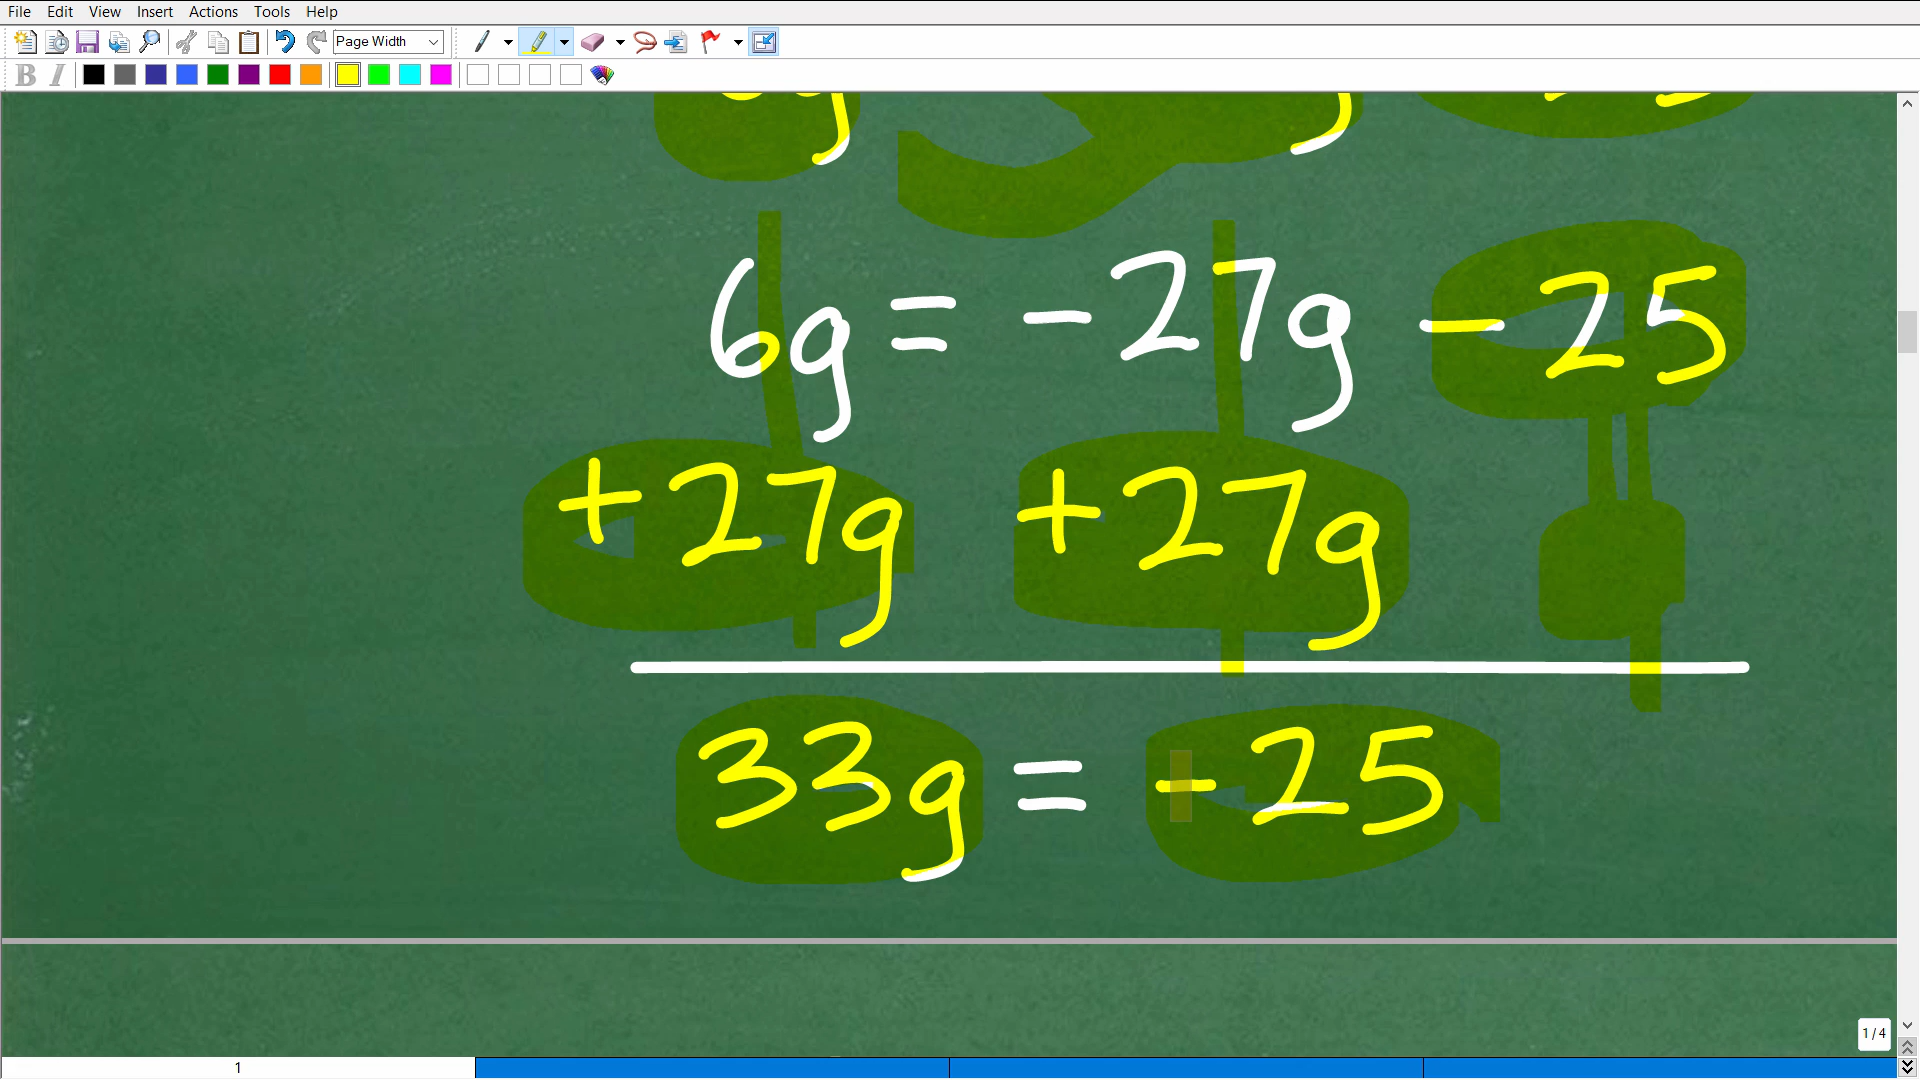 File Edit View Insert Actions Tools Help
Page Width
B I
6g = -27g - 25
+27g +27g
33g = -25
1 / 4
1